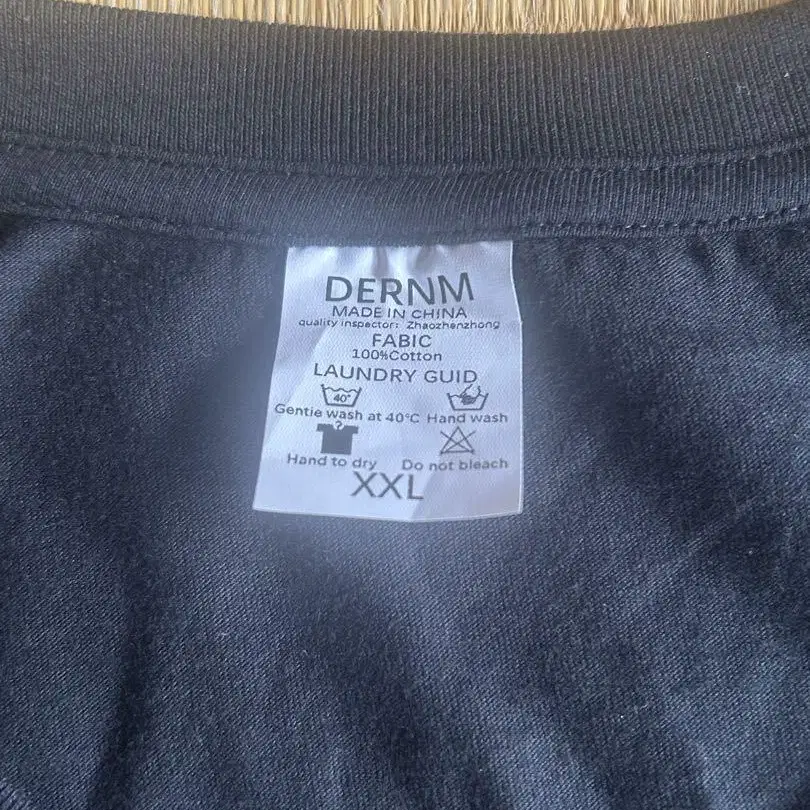 DERNM
MADE IN CHINA
quality inspector: Zhaozhenzhong
FABIC
100%Cotton
LAUNDRY GUID
40°
Gentie wash at 40°C Hand wash
Hand to dry Do not bleach
XXL